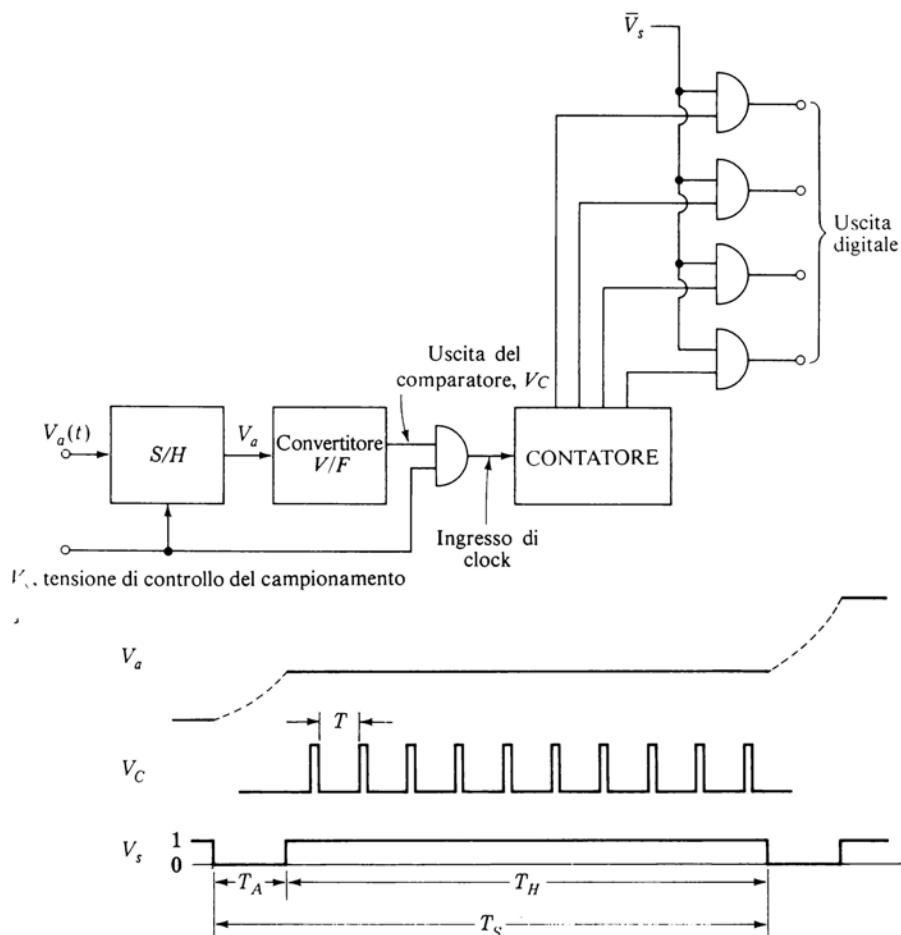 V̄s
Uscita
digitale
Uscita del
comparatore, VC
Va(t)
S/H
Va
Convertitore
V/F
CONTATORE
Ingresso di
clock
tensione di controllo del campionamento
Va
T
VC
Vs
1
0
TA
TH
TS